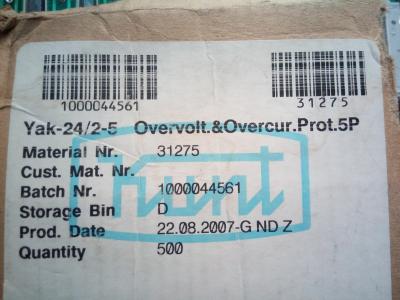 1000044561 31275
Yak-24/2-5 Overvolt.&Overcur.Prot.5P
Material Nr. 31275
Cust. Mat. Nr.
Batch Nr. 1000044561
Storage Bin D
Prod. Date 22.08.2007-G ND Z
Quantity 500